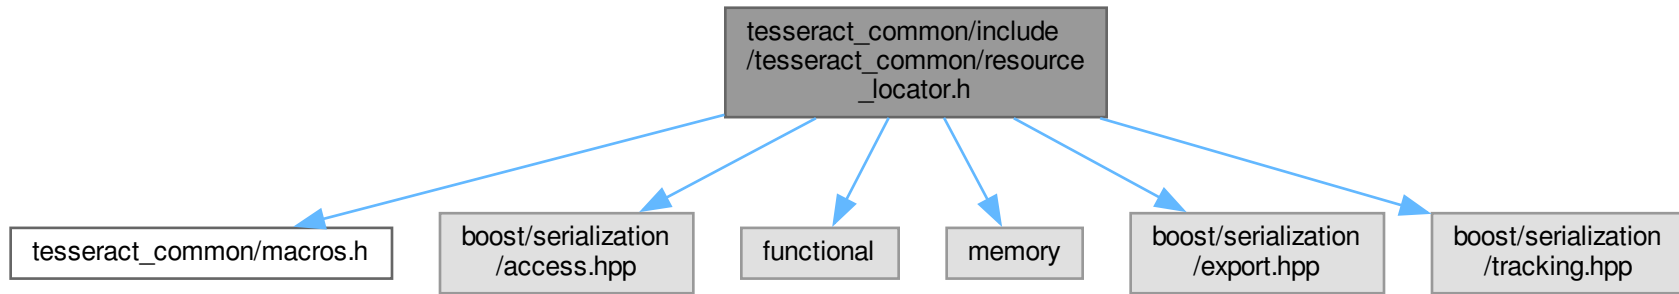 tesseract_common/include
/tesseract_common/resource
_locator.h
tesseract_common/macros.h
boost/serialization
/access.hpp
functional
memory
boost/serialization
/export.hpp
boost/serialization
/tracking.hpp